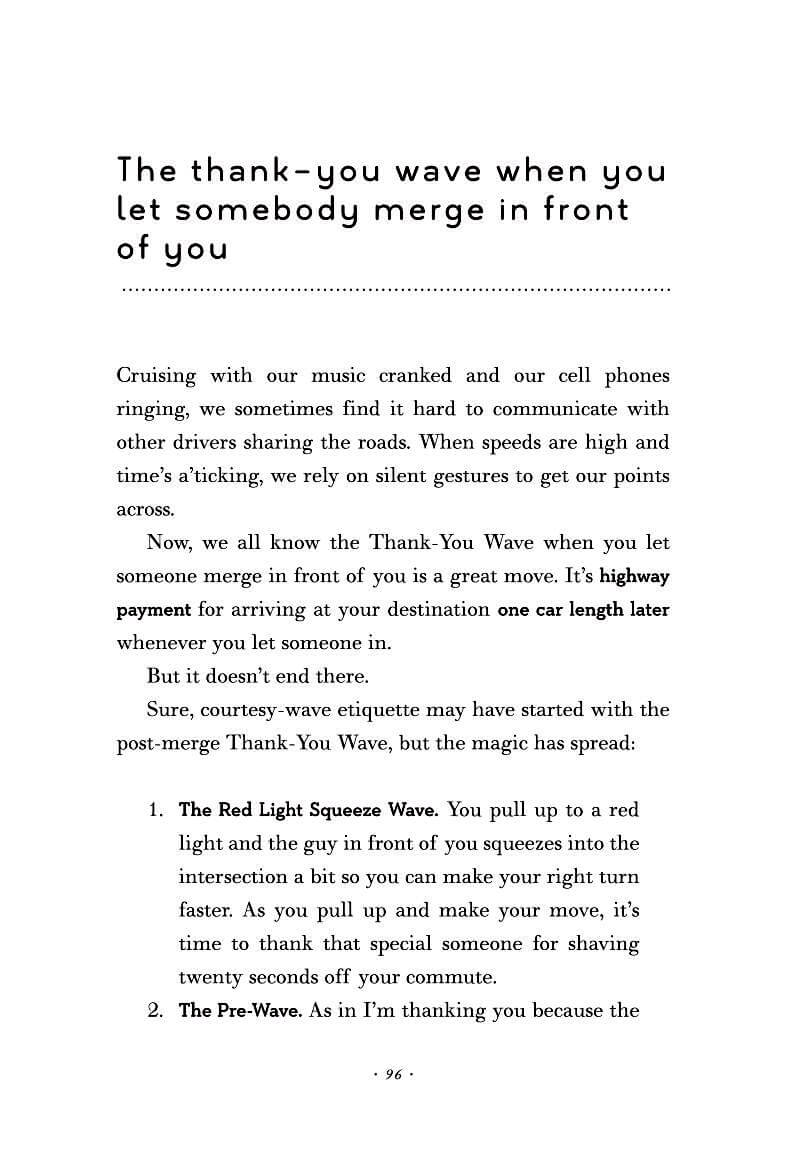 The thank-you wave when you
let somebody merge in front
of you
Cruising with our music cranked and our cell phones
ringing, we sometimes find it hard to communicate with
other drivers sharing the roads. When speeds are high and
time’s a’ticking, we rely on silent gestures to get our points
across.
Now, we all know the Thank-You Wave when you let
someone merge in front of you is a great move. It’s highway
payment for arriving at your destination one car length later
whenever you let someone in.
But it doesn’t end there.
Sure, courtesy-wave etiquette may have started with the
post-merge Thank-You Wave, but the magic has spread:
1. The Red Light Squeeze Wave. You pull up to a red
light and the guy in front of you squeezes into the
intersection a bit so you can make your right turn
faster. As you pull up and make your move, it’s
time to thank that special someone for shaving
twenty seconds off your commute.
2. The Pre-Wave. As in I’m thanking you because the
· 96 ·